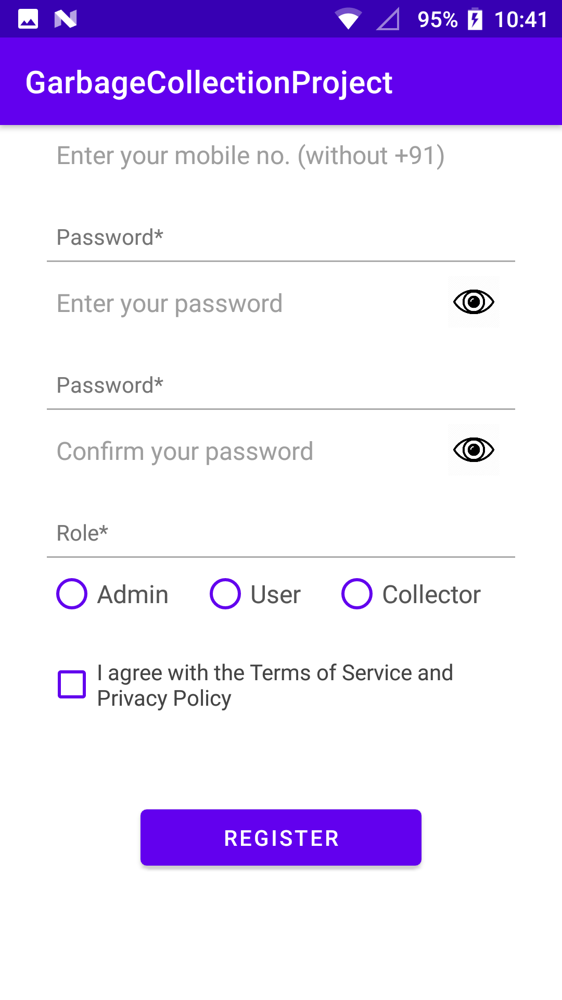 95% 10:41
GarbageCollectionProject
Enter your mobile no. (without +91)
Password*
Enter your password
Password*
Confirm your password
Role*
Admin User Collector
I agree with the Terms of Service and
Privacy Policy
REGISTER